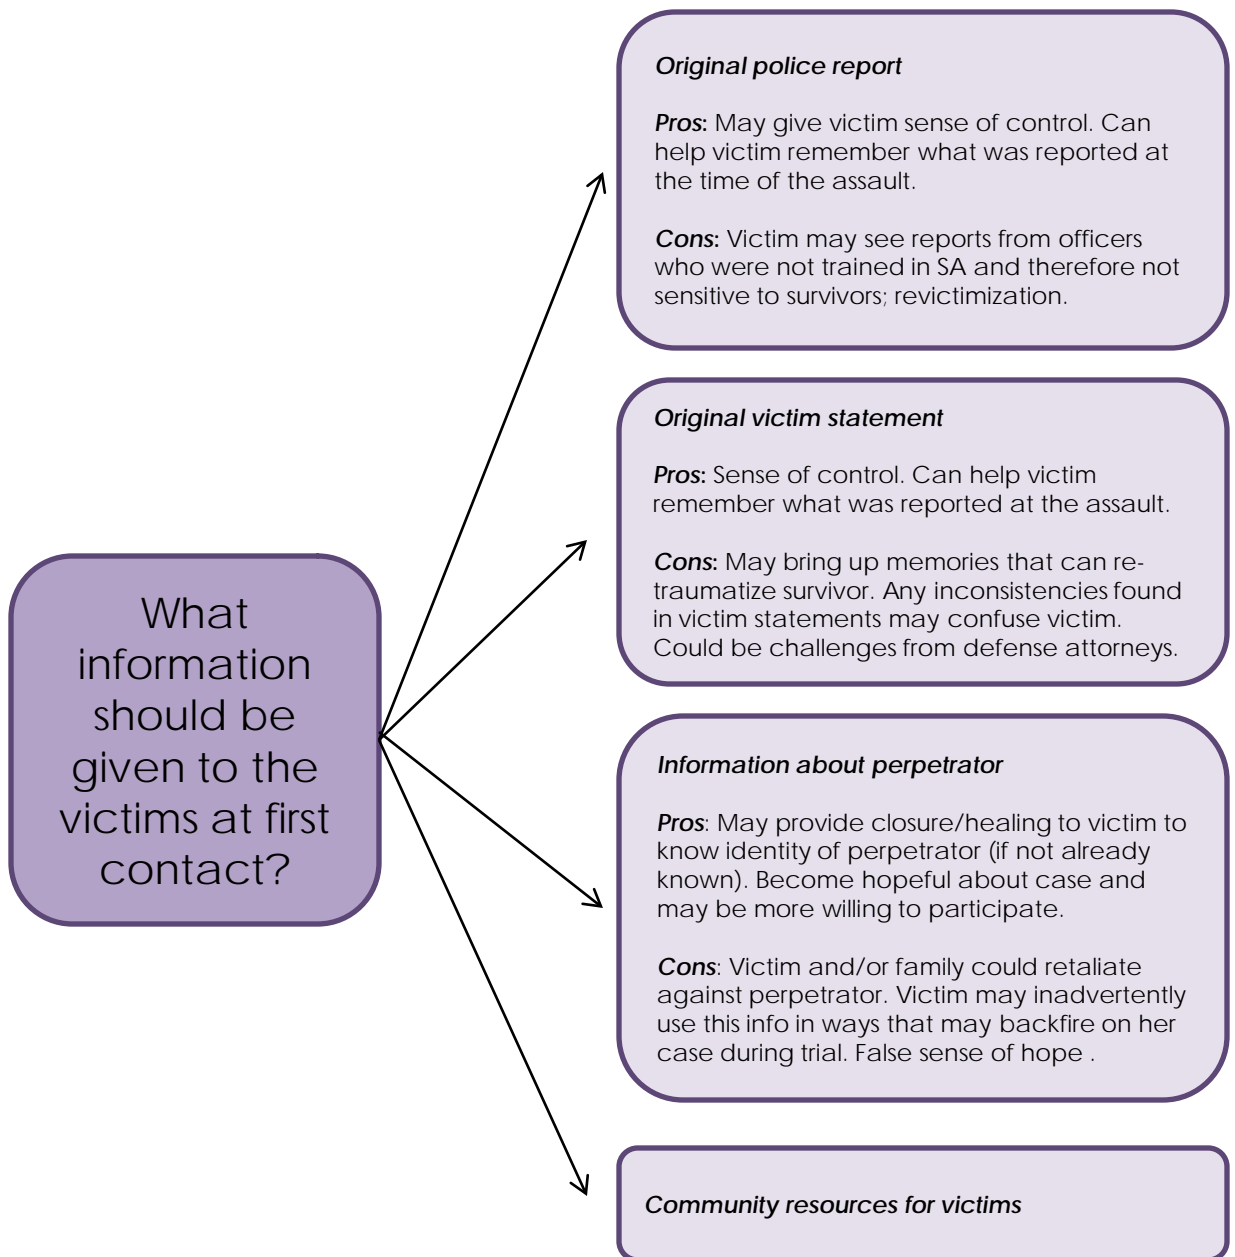 What
information
should be
given to the
victims at first
contact?
Original police report
Pros: May give victim sense of control. Can
help victim remember what was reported at
the time of the assault.
Cons: Victim may see reports from officers
who were not trained in SA and therefore not
sensitive to survivors; revictimization.
Original victim statement
Pros: Sense of control. Can help victim
remember what was reported at the assault.
Cons: May bring up memories that can re-
traumatize survivor. Any inconsistencies found
in victim statements may confuse victim.
Could be challenges from defense attorneys.
Information about perpetrator
Pros: May provide closure/healing to victim to
know identity of perpetrator (if not already
known). Become hopeful about case and
may be more willing to participate.
Cons: Victim and/or family could retaliate
against perpetrator. Victim may inadvertently
use this info in ways that may backfire on her
case during trial. False sense of hope .
Community resources for victims